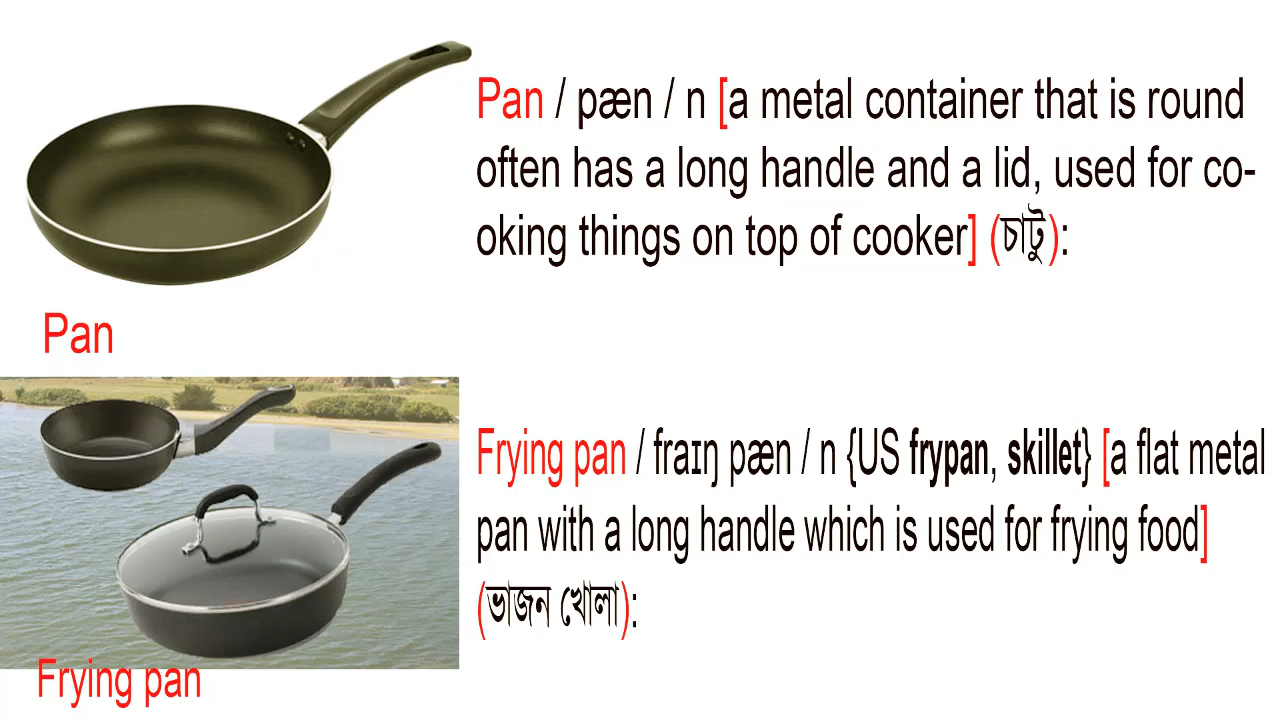 Pan / pæn / n [a metal container that is round
often has a long handle and a lid, used for co-
oking things on top of cooker] (চাটু):
Pan
Frying pan / fraɪŋ pæn / n {US frypan, skillet} [a flat metal
pan with a long handle which is used for frying food]
(ভাজন খোলা):
Frying pan